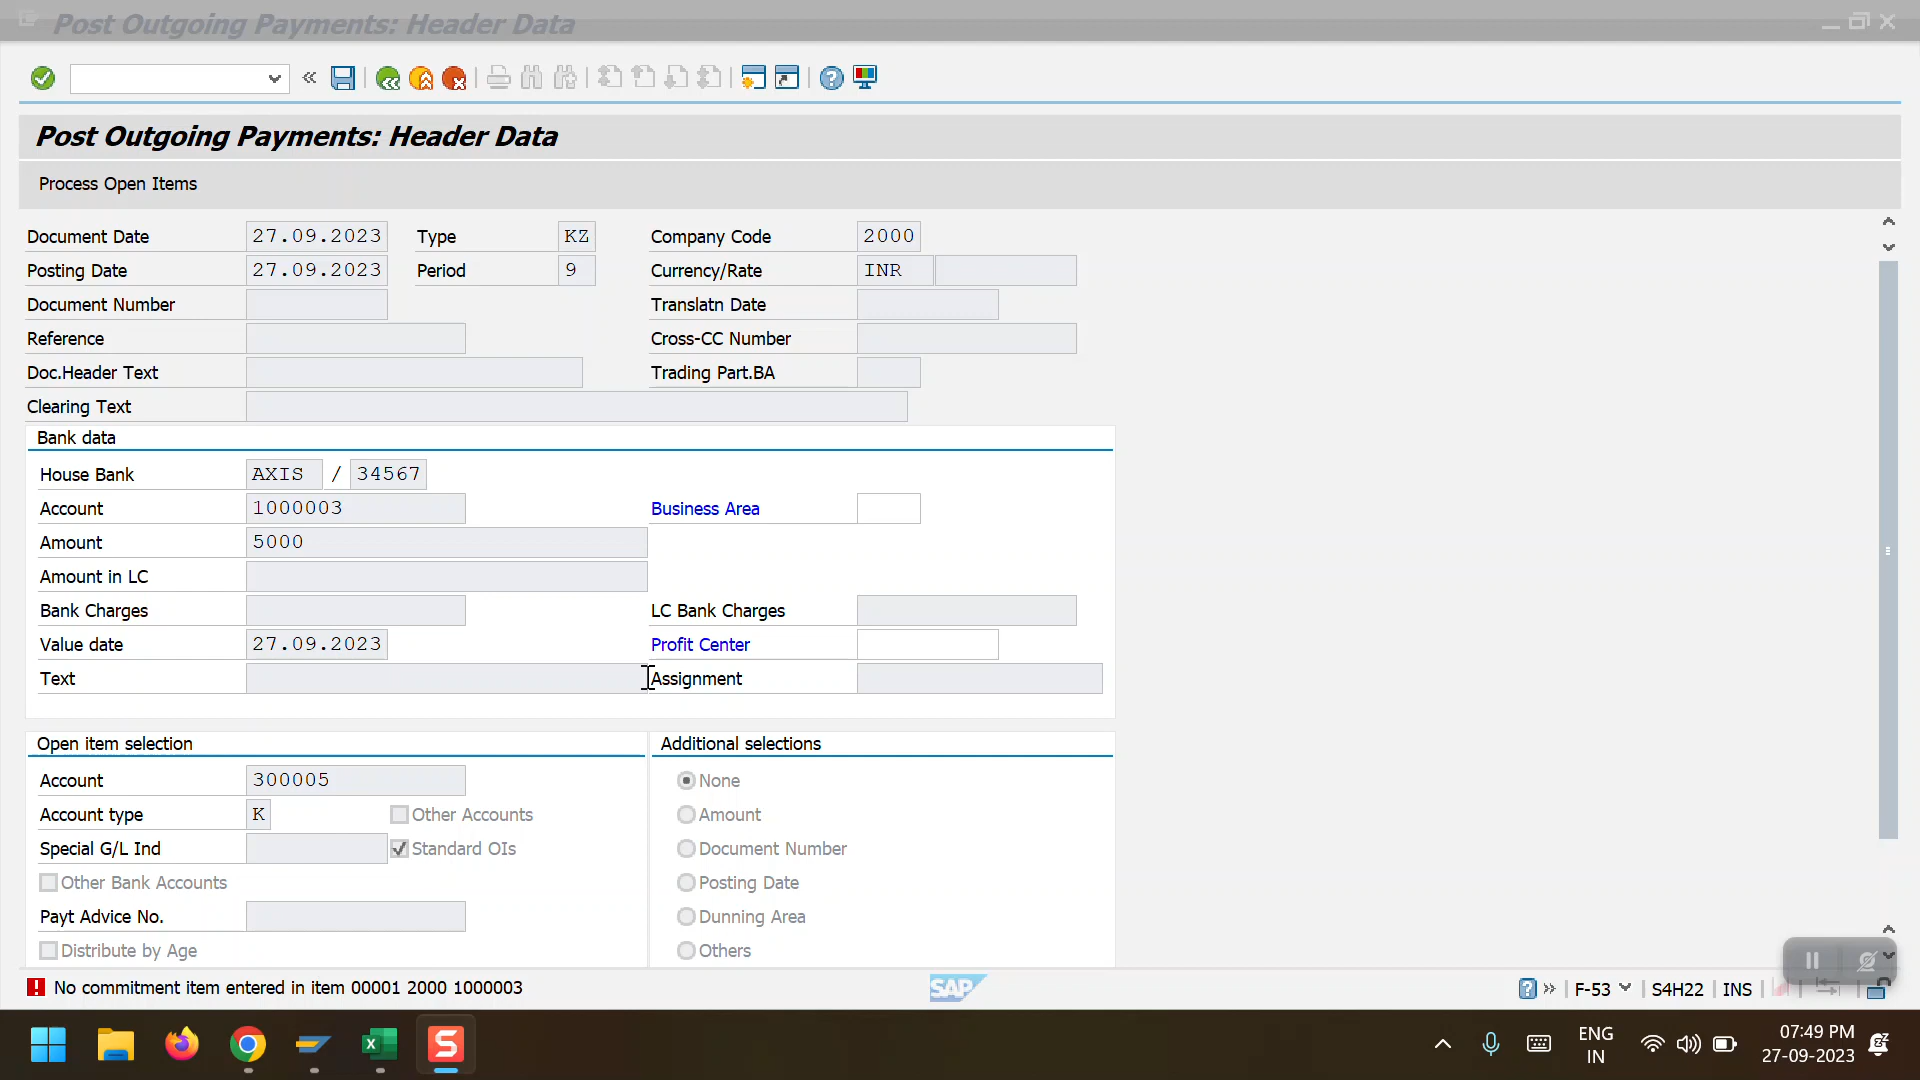 Post Outgoing Payments: Header Data
Post Outgoing Payments: Header Data
Process Open Items
Document Date 27.09.2023 Type KZ Company Code 2000
Posting Date 27.09.2023 Period 9 Currency/Rate INR
Document Number Translatn Date
Reference Cross-CC Number
Doc.Header Text Trading Part.BA
Clearing Text
Bank data
House Bank AXIS / 34567
Account 1000003 Business Area
Amount 5000
Amount in LC
Bank Charges LC Bank Charges
Value date 27.09.2023 Profit Center
Text Assignment
Open item selection Additional selections
Account 300005 None
Account type K Other Accounts Amount
Special G/L Ind Standard OIs Document Number
Other Bank Accounts Posting Date
Payt Advice No. Dunning Area
Distribute by Age Others
No commitment item entered in item 00001 2000 1000003 SAP F-53 S4H22 INS
ENG 07:49 PM
IN 27-09-2023